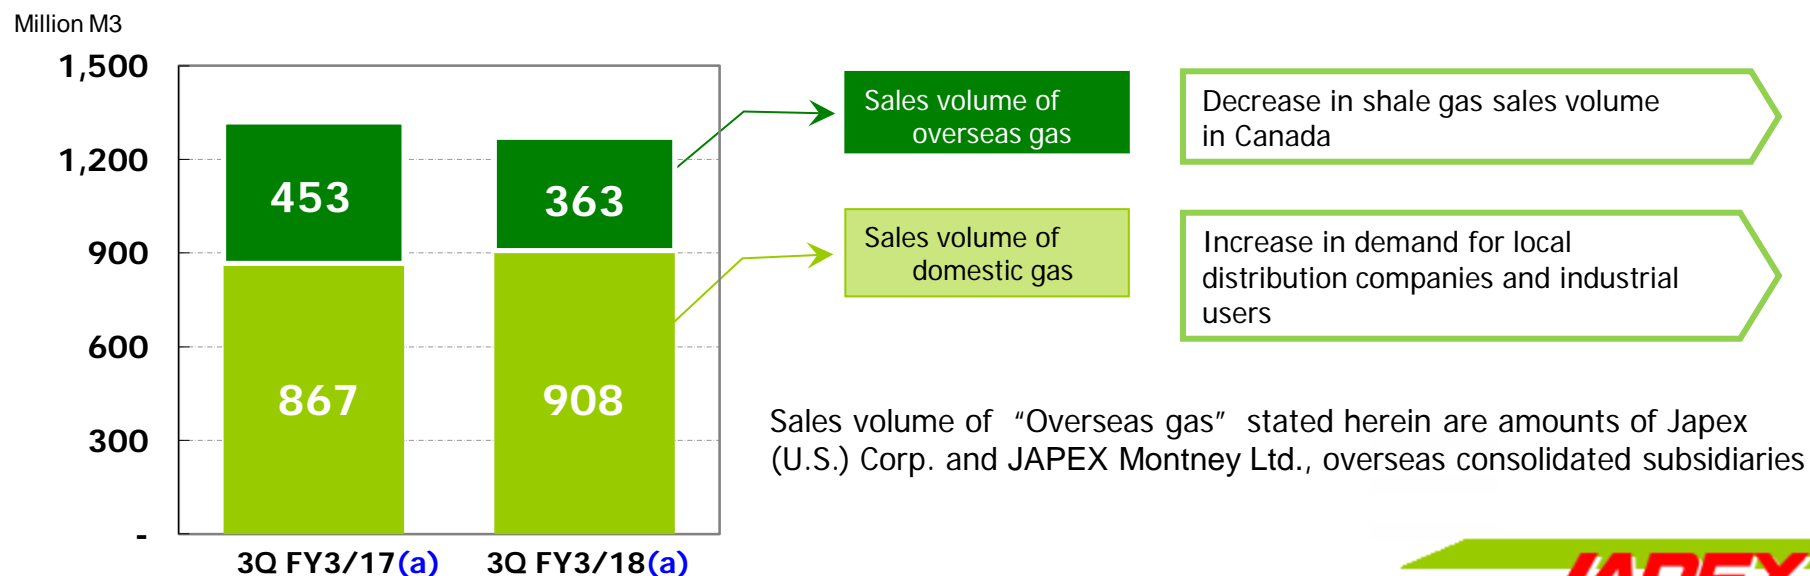 Million M3
1,500
1,200
900
600
300
-
453
363
867
908
3Q FY3/17(a)
3Q FY3/18(a)
Sales volume of
overseas gas
Decrease in shale gas sales volume
in Canada
Sales volume of
domestic gas
Increase in demand for local
distribution companies and industrial
users
Sales volume of “Overseas gas” stated herein are amounts of Japex
(U.S.) Corp. and JAPEX Montney Ltd., overseas consolidated subsidiaries
JAPEX